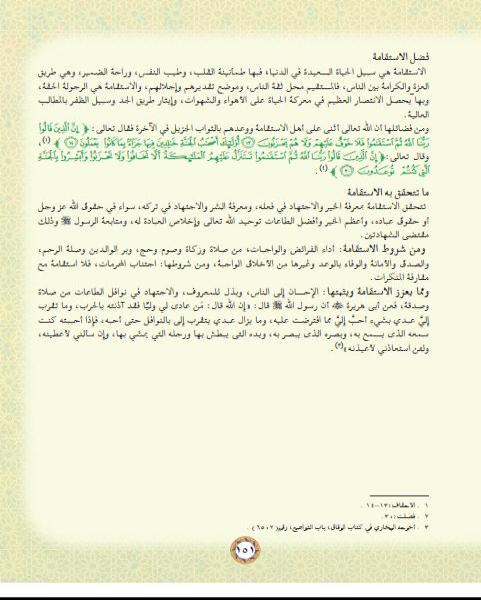 فضل الاستقامة
الاستقامة هي سبيل الحياة السعيدة في الدنيا، فبها طمأنينة القلب، وطيب النفس، وراحة الضمير، وهي طريق
العزة والكرامة بين الناس، فالمستقيم محل ثقة الناس، وموضع تقديرهم وإجلالهم، والاستقامة هي الرجولة الحقة،
وبها يحصل الانتصار العظيم في معركة الحياة على الأهواء والشهوات، وإيثار طريق الجد وسبيل الظفر بالمطالب
العالية.
ومن فضائلها أن الله تعالى أثنى على أهل الاستقامة ووعدهم بالثواب الجزيل في الآخرة فقال تعالى: ﴿ إِنَّ الَّذِينَ قَالُوا
رَبُّنَا اللَّهُ ثُمَّ اسْتَقَامُوا فَلَا خَوْفٌ عَلَيْهِمْ وَلَا هُمْ يَحْزَنُونَ ﴿١٣﴾ أُولَٰئِكَ أَصْحَابُ الْجَنَّةِ خَالِدِينَ فِيهَا جَزَاءً بِمَا كَانُوا يَعْمَلُونَ ﴿١٤﴾ ﴾(١)،
وقال تعالى: ﴿ إِنَّ الَّذِينَ قَالُوا رَبُّنَا اللَّهُ ثُمَّ اسْتَقَامُوا تَتَنَزَّلُ عَلَيْهِمُ الْمَلَائِكَةُ أَلَّا تَخَافُوا وَلَا تَحْزَنُوا وَأَبْشِرُوا بِالْجَنَّةِ
الَّتِي كُنْتُمْ تُوعَدُونَ ﴿٣٠﴾ ﴾(٢).
ما تتحقق به الاستقامة
تتحقق الاستقامة بمعرفة الخير والاجتهاد في فعله، ومعرفة الشر والاجتهاد في تركه، سواء في حقوق الله عز وجل
أو حقوق عباده، وأعظم الخير وأفضل الطاعات توحيد الله تعالى وإخلاص العبادة له، ومتابعة الرسول ﷺ وذلك
مقتضى الشهادتين.
ومن شروط الاستقامة: أداء الفرائض والواجبات، من صلاة وزكاة وصوم وحج، وبر الوالدين وصلة الرحم،
والصدق والأمانة والوفاء بالوعد وغيرها من الأخلاق الواجبة، ومن شروطها: اجتناب المحرمات، فلا استقامة مع
مقارفة المنكرات.
ومما يعزز الاستقامة ويثبتها: الإحسان إلى الناس، وبذل للمعروف، والاجتهاد في نوافل الطاعات من صلاة
وصدقة، فعن أبي هريرة ﵁ أن رسول الله ﷺ قال: «إن الله قال: مَن عادى لي وليًّا فقد آذنته بالحرب، وما تقرب
إليَّ عبدي بشيءٍ أحبَّ إليَّ مما افترضت عليه، وما يزال عبدي يتقرب إلي بالنوافل حتى أحبه، فإذا أحببته كنت
سمعه الذي يسمع به، وبصره الذي يبصر به، ويده التي يبطش بها ورجله التي يمشي بها، وإن سألني لأعطينه،
ولئن استعاذني لأعيذنه»(٣).
١ . الأحقاف: ١٣-١٤ .
٢ . فصلت: ٣٠ .
٣ . أخرجه البخاري في كتاب الرقاق، باب التواضع، رقم: (٦٥٠٢) .
١٥١